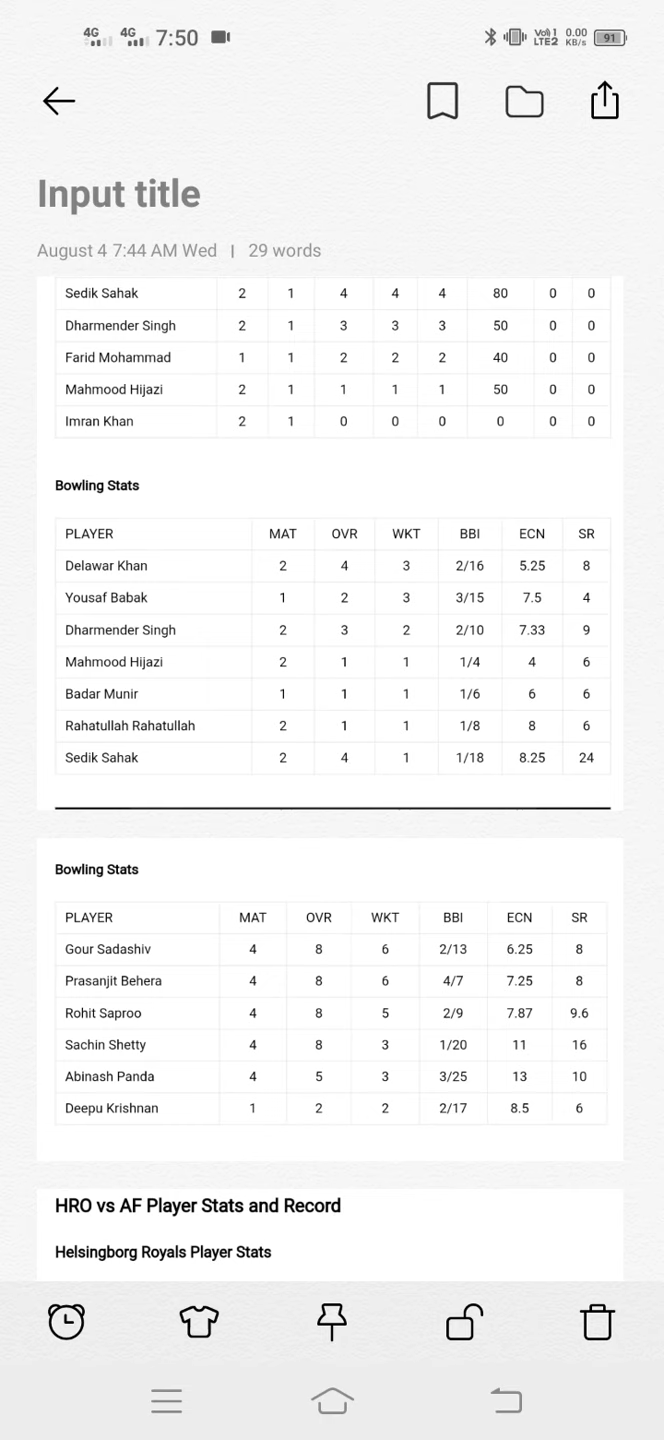 4G 4G 7:50 Vo)) 1 LTE2 0.00 KB/s 91
Input title
August 4 7:44 AM Wed | 29 words
Sedik Sahak 2 1 4 4 4 80 0 0
Dharmender Singh 2 1 3 3 3 50 0 0
Farid Mohammad 1 1 2 2 2 40 0 0
Mahmood Hijazi 2 1 1 1 1 50 0 0
Imran Khan 2 1 0 0 0 0 0 0
Bowling Stats
PLAYER MAT OVR WKT BBI ECN SR
Delawar Khan 2 4 3 2/16 5.25 8
Yousaf Babak 1 2 3 3/15 7.5 4
Dharmender Singh 2 3 2 2/10 7.33 9
Mahmood Hijazi 2 1 1 1/4 4 6
Badar Munir 1 1 1 1/6 6 6
Rahatullah Rahatullah 2 1 1 1/8 8 6
Sedik Sahak 2 4 1 1/18 8.25 24
Bowling Stats
PLAYER MAT OVR WKT BBI ECN SR
Gour Sadashiv 4 8 6 2/13 6.25 8
Prasanjit Behera 4 8 6 4/7 7.25 8
Rohit Saproo 4 8 5 2/9 7.87 9.6
Sachin Shetty 4 8 3 1/20 11 16
Abinash Panda 4 5 3 3/25 13 10
Deepu Krishnan 1 2 2 2/17 8.5 6
HRO vs AF Player Stats and Record
Helsingborg Royals Player Stats